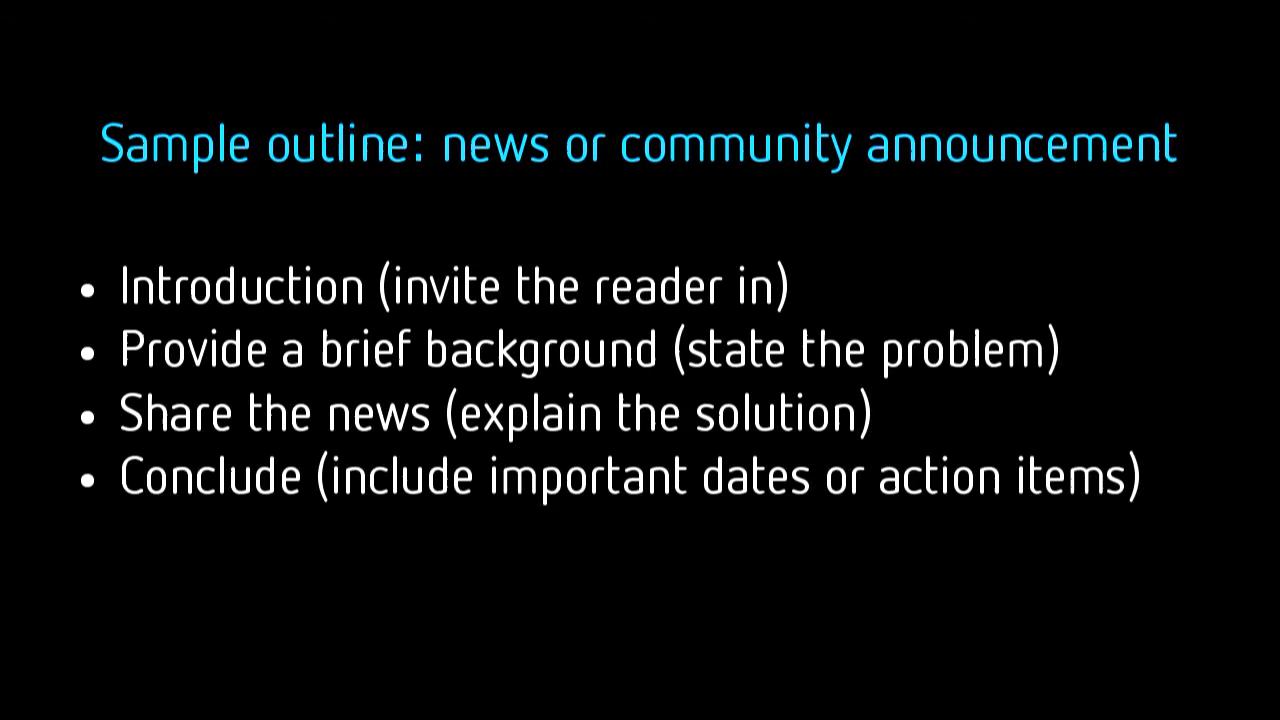 Sample outline: news or community announcement
• Introduction (invite the reader in)
• Provide a brief background (state the problem)
• Share the news (explain the solution)
• Conclude (include important dates or action items)